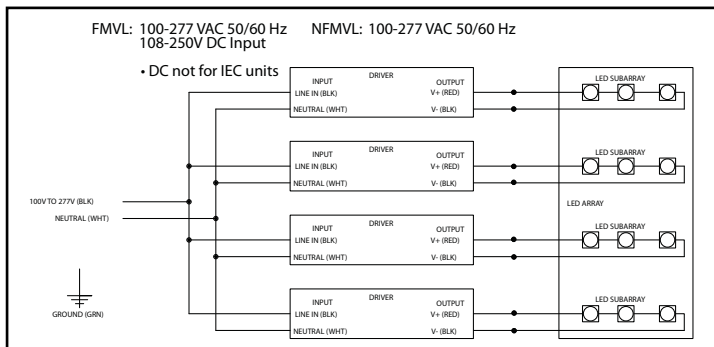 FMVL: 100-277 VAC 50/60 Hz NFMVL: 100-277 VAC 50/60 Hz
108-250V DC Input
• DC not for IEC units
INPUT DRIVER OUTPUT
LINE IN (BLK) V+ (RED)
NEUTRAL (WHT) V- (BLK)
LED SUBARRAY
INPUT DRIVER OUTPUT
LINE IN (BLK) V+ (RED)
NEUTRAL (WHT) V- (BLK)
LED SUBARRAY
100V TO 277V (BLK)
NEUTRAL (WHT)
LED ARRAY
INPUT DRIVER OUTPUT
LINE IN (BLK) V+ (RED)
NEUTRAL (WHT) V- (BLK)
LED SUBARRAY
INPUT DRIVER OUTPUT
LINE IN (BLK) V+ (RED)
NEUTRAL (WHT) V- (BLK)
LED SUBARRAY
GROUND (GRN)